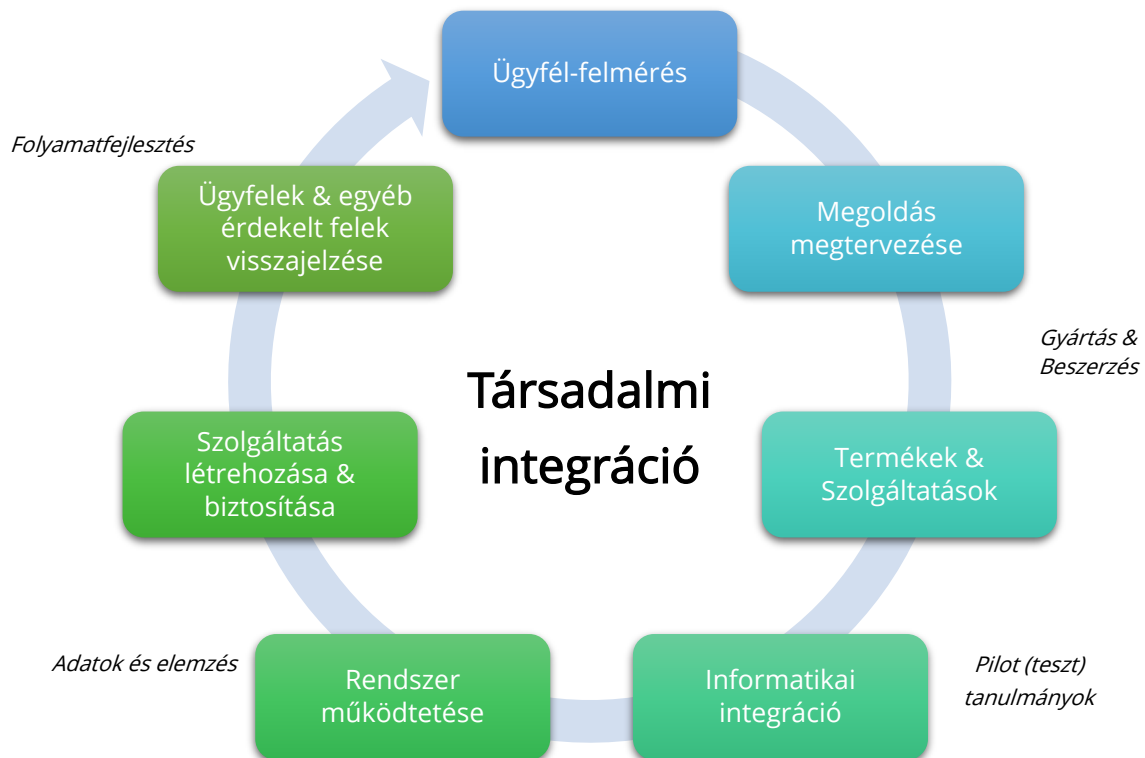 Ügyfél-felmérés
Folyamatfejlesztés
Ügyfelek & egyéb
érdekelt felek
visszajelzése
Megoldás
megtervezése
Gyártás &
Beszerzés
Társadalmi
integráció
Szolgáltatás
létrehozása &
biztosítása
Termékek &
Szolgáltatások
Adatok és elemzés
Rendszer
működtetése
Informatikai
integráció
Pilot (teszt)
tanulmányok